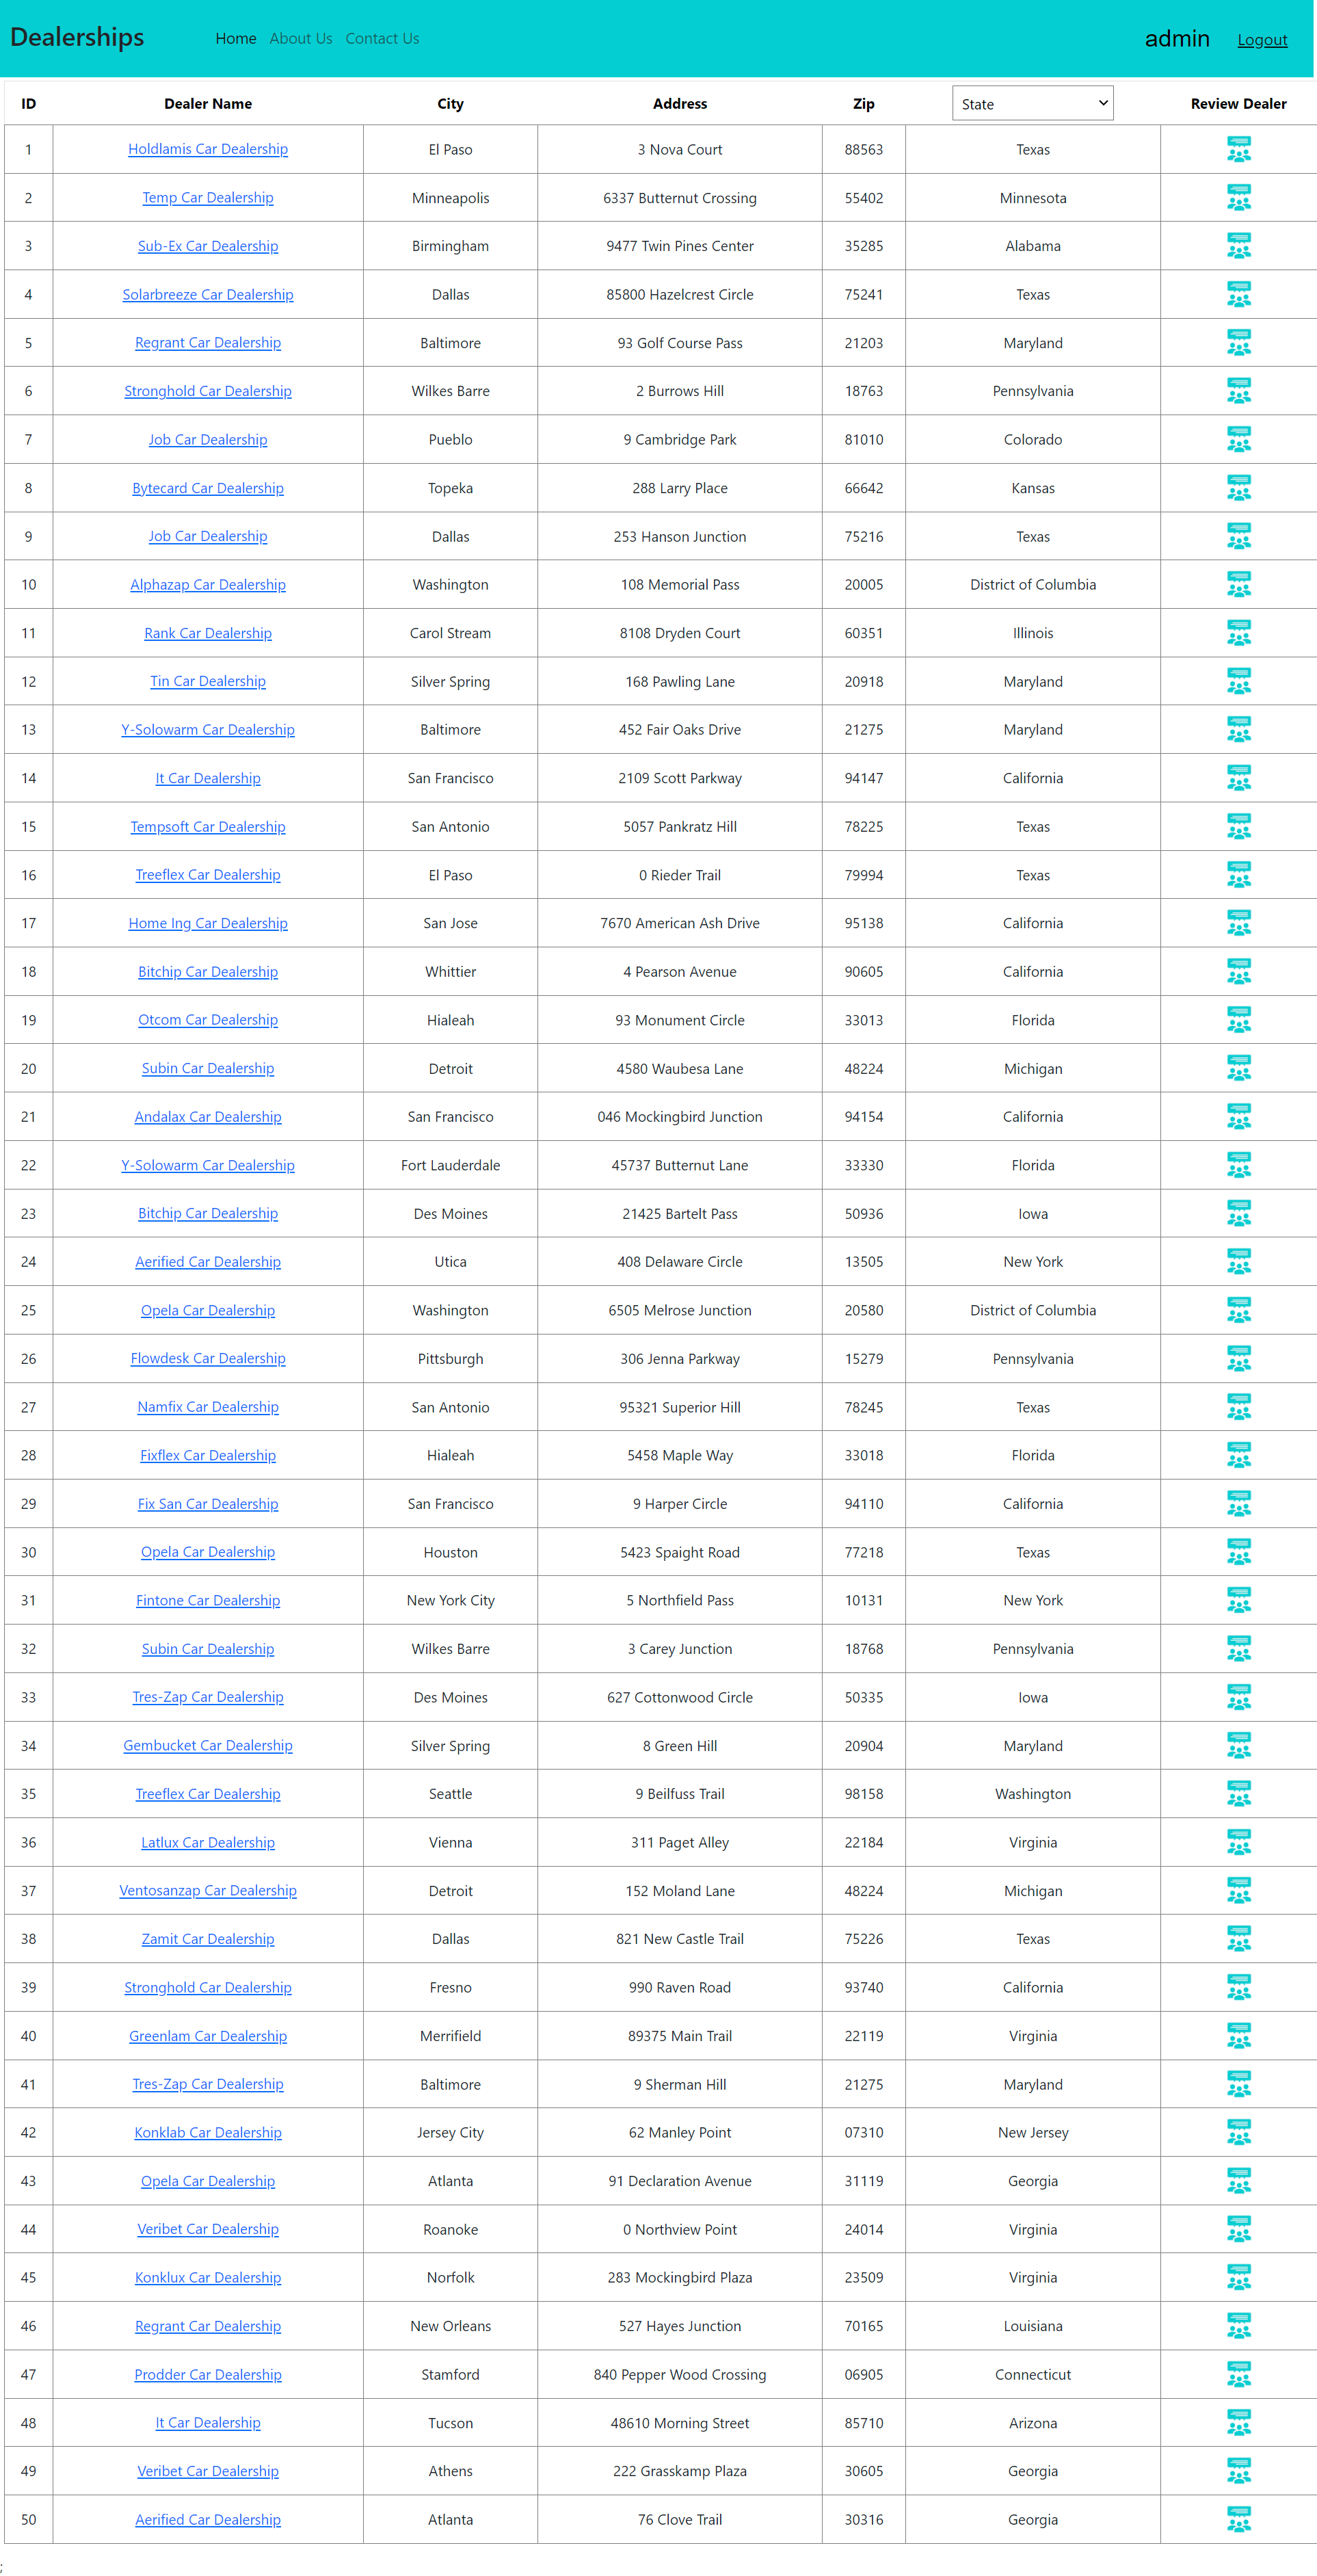 Dealerships Home About Us Contact Us admin Logout
ID Dealer Name City Address Zip State Review Dealer
1 Holdlamis Car Dealership El Paso 3 Nova Court 88563 Texas
2 Temp Car Dealership Minneapolis 6337 Butternut Crossing 55402 Minnesota
3 Sub-Ex Car Dealership Birmingham 9477 Twin Pines Center 35285 Alabama
4 Solarbreeze Car Dealership Dallas 85800 Hazelcrest Circle 75241 Texas
5 Regrant Car Dealership Baltimore 93 Golf Course Pass 21203 Maryland
6 Stronghold Car Dealership Wilkes Barre 2 Burrows Hill 18763 Pennsylvania
7 Job Car Dealership Pueblo 9 Cambridge Park 81010 Colorado
8 Bytecard Car Dealership Topeka 288 Larry Place 66642 Kansas
9 Job Car Dealership Dallas 253 Hanson Junction 75216 Texas
10 Alphazap Car Dealership Washington 108 Memorial Pass 20005 District of Columbia
11 Rank Car Dealership Carol Stream 8108 Dryden Court 60351 Illinois
12 Tin Car Dealership Silver Spring 168 Pawling Lane 20918 Maryland
13 Y-Solowarm Car Dealership Baltimore 452 Fair Oaks Drive 21275 Maryland
14 It Car Dealership San Francisco 2109 Scott Parkway 94147 California
15 Tempsoft Car Dealership San Antonio 5057 Pankratz Hill 78225 Texas
16 Treeflex Car Dealership El Paso 0 Rieder Trail 79994 Texas
17 Home Ing Car Dealership San Jose 7670 American Ash Drive 95138 California
18 Bitchip Car Dealership Whittier 4 Pearson Avenue 90605 California
19 Otcom Car Dealership Hialeah 93 Monument Circle 33013 Florida
20 Subin Car Dealership Detroit 4580 Waubesa Lane 48224 Michigan
21 Andalax Car Dealership San Francisco 046 Mockingbird Junction 94154 California
22 Y-Solowarm Car Dealership Fort Lauderdale 45737 Butternut Lane 33330 Florida
23 Bitchip Car Dealership Des Moines 21425 Bartelt Pass 50936 Iowa
24 Aerified Car Dealership Utica 408 Delaware Circle 13505 New York
25 Opela Car Dealership Washington 6505 Melrose Junction 20580 District of Columbia
26 Flowdesk Car Dealership Pittsburgh 306 Jenna Parkway 15279 Pennsylvania
27 Namfix Car Dealership San Antonio 95321 Superior Hill 78245 Texas
28 Fixflex Car Dealership Hialeah 5458 Maple Way 33018 Florida
29 Fix San Car Dealership San Francisco 9 Harper Circle 94110 California
30 Opela Car Dealership Houston 5423 Spaight Road 77218 Texas
31 Fintone Car Dealership New York City 5 Northfield Pass 10131 New York
32 Subin Car Dealership Wilkes Barre 3 Carey Junction 18768 Pennsylvania
33 Tres-Zap Car Dealership Des Moines 627 Cottonwood Circle 50335 Iowa
34 Gembucket Car Dealership Silver Spring 8 Green Hill 20904 Maryland
35 Treeflex Car Dealership Seattle 9 Beilfuss Trail 98158 Washington
36 Latlux Car Dealership Vienna 311 Paget Alley 22184 Virginia
37 Ventosanzap Car Dealership Detroit 152 Moland Lane 48224 Michigan
38 Zamit Car Dealership Dallas 821 New Castle Trail 75226 Texas
39 Stronghold Car Dealership Fresno 990 Raven Road 93740 California
40 Greenlam Car Dealership Merrifield 89375 Main Trail 22119 Virginia
41 Tres-Zap Car Dealership Baltimore 9 Sherman Hill 21275 Maryland
42 Konklab Car Dealership Jersey City 62 Manley Point 07310 New Jersey
43 Opela Car Dealership Atlanta 91 Declaration Avenue 31119 Georgia
44 Veribet Car Dealership Roanoke 0 Northview Point 24014 Virginia
45 Konklux Car Dealership Norfolk 283 Mockingbird Plaza 23509 Virginia
46 Regrant Car Dealership New Orleans 527 Hayes Junction 70165 Louisiana
47 Prodder Car Dealership Stamford 840 Pepper Wood Crossing 06905 Connecticut
48 It Car Dealership Tucson 48610 Morning Street 85710 Arizona
49 Veribet Car Dealership Athens 222 Grasskamp Plaza 30605 Georgia
50 Aerified Car Dealership Atlanta 76 Clove Trail 30316 Georgia
;